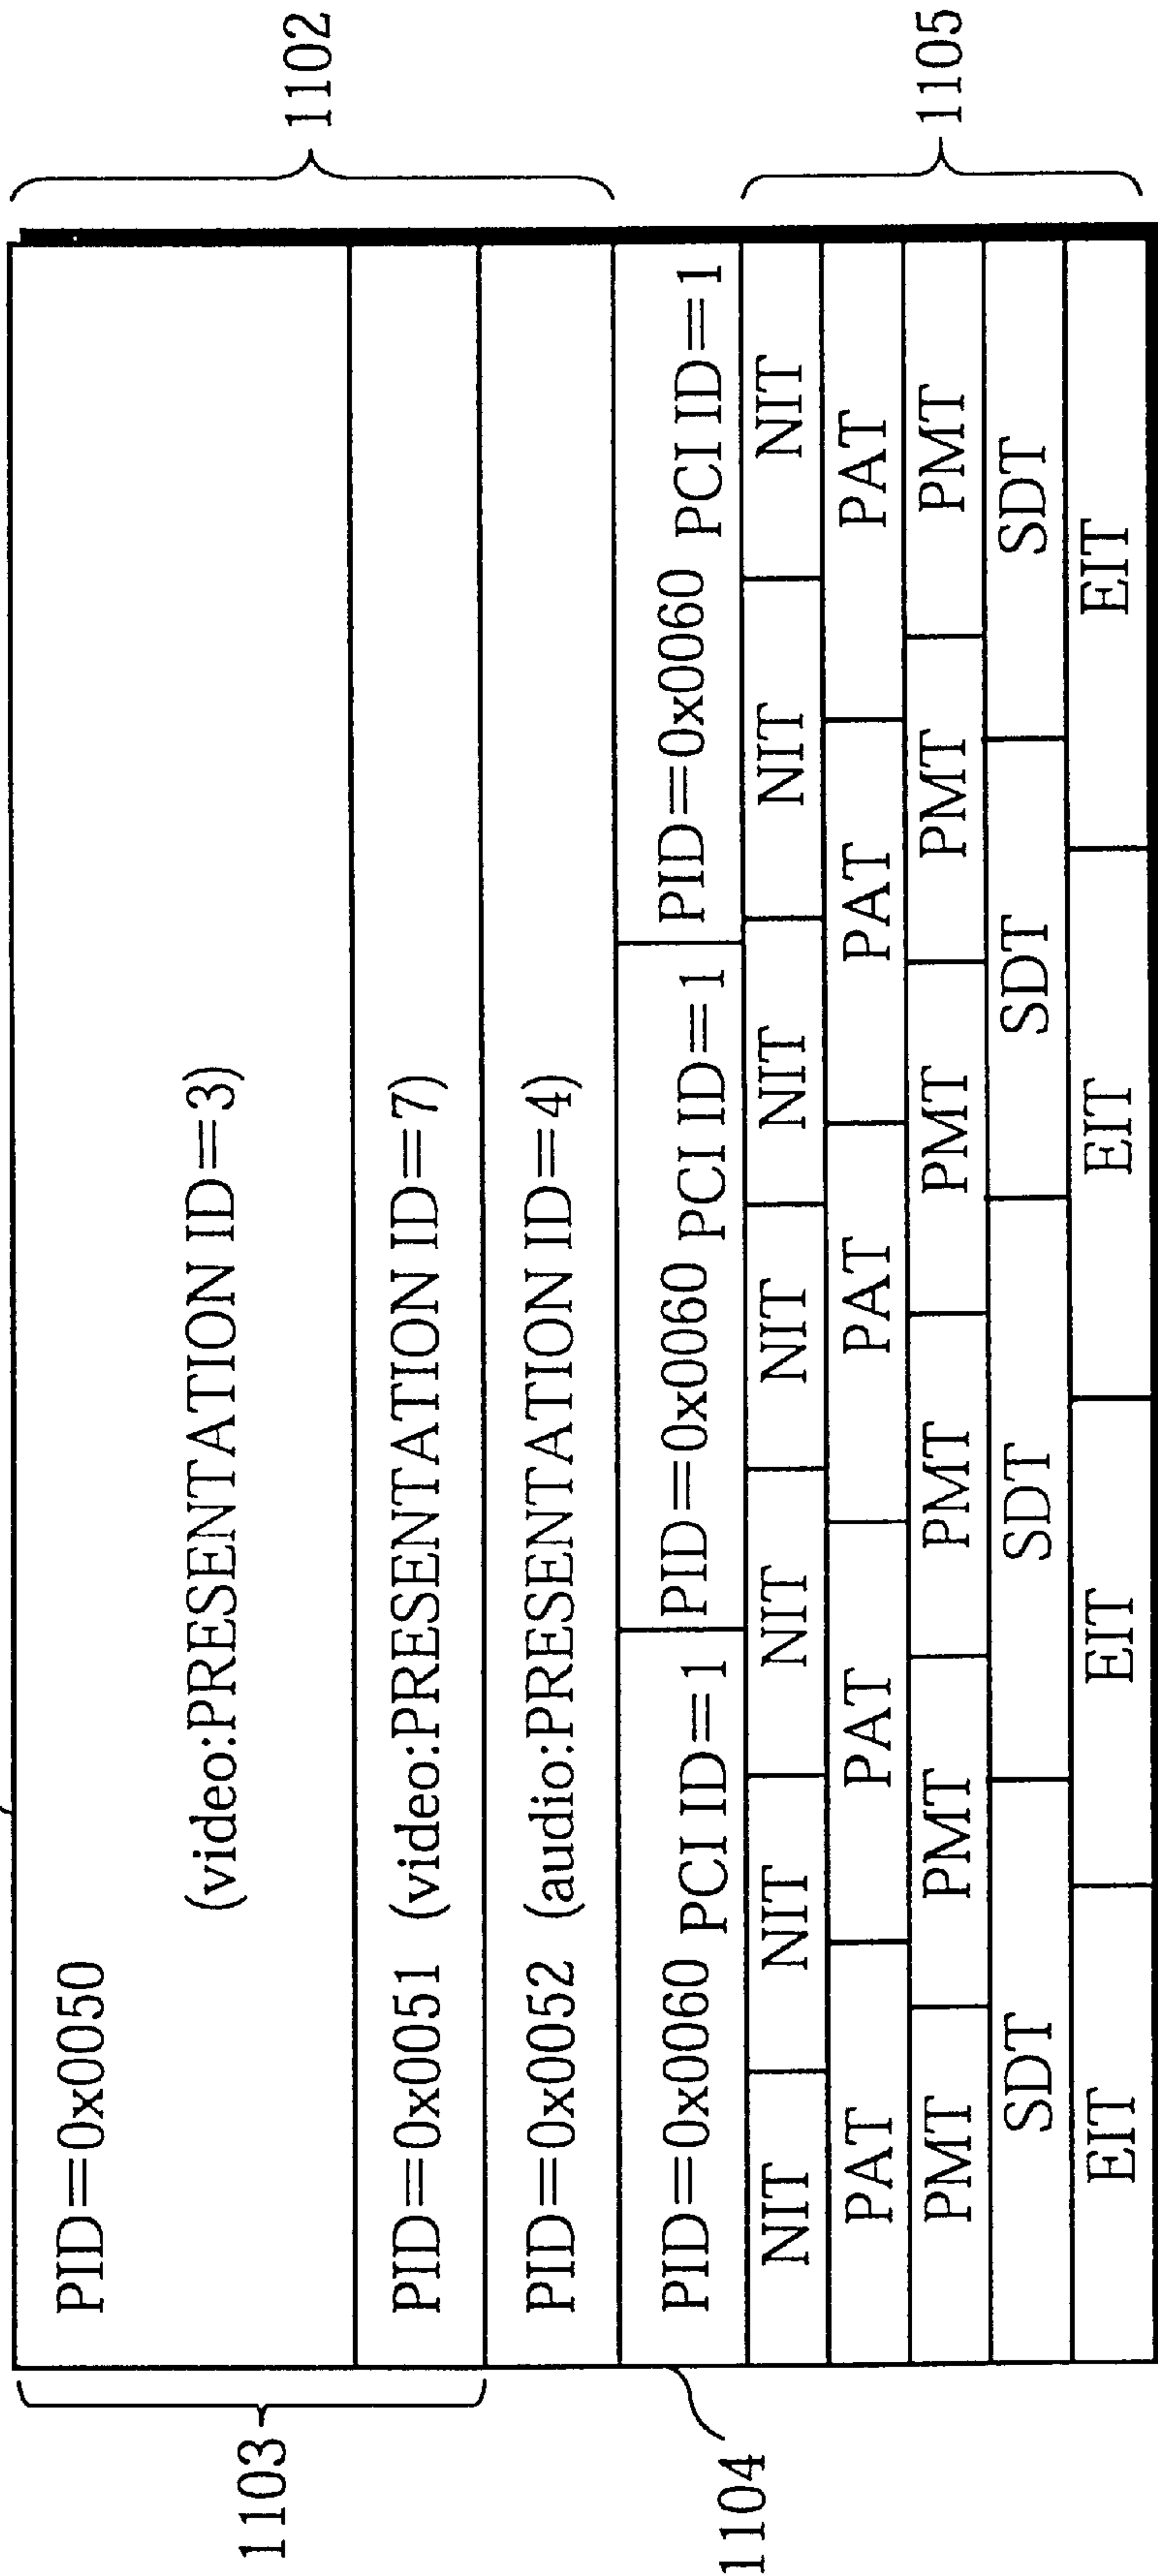 PID=0x0050
(video:PRESENTATION ID=3)
1103
1102
PID=0x0051 (video:PRESENTATION ID=7)
PID=0x0052 (audio:PRESENTATION ID=4)
PID=0x0060 PCI ID=1 PID=0x0060 PCI ID=1 PID=0x0060 PCI ID=1
1104
NIT NIT NIT NIT NIT NIT NIT
PAT PAT PAT PAT PAT
PMT PMT PMT PMT PMT PMT
1105
SDT SDT SDT SDT
EIT EIT EIT EIT